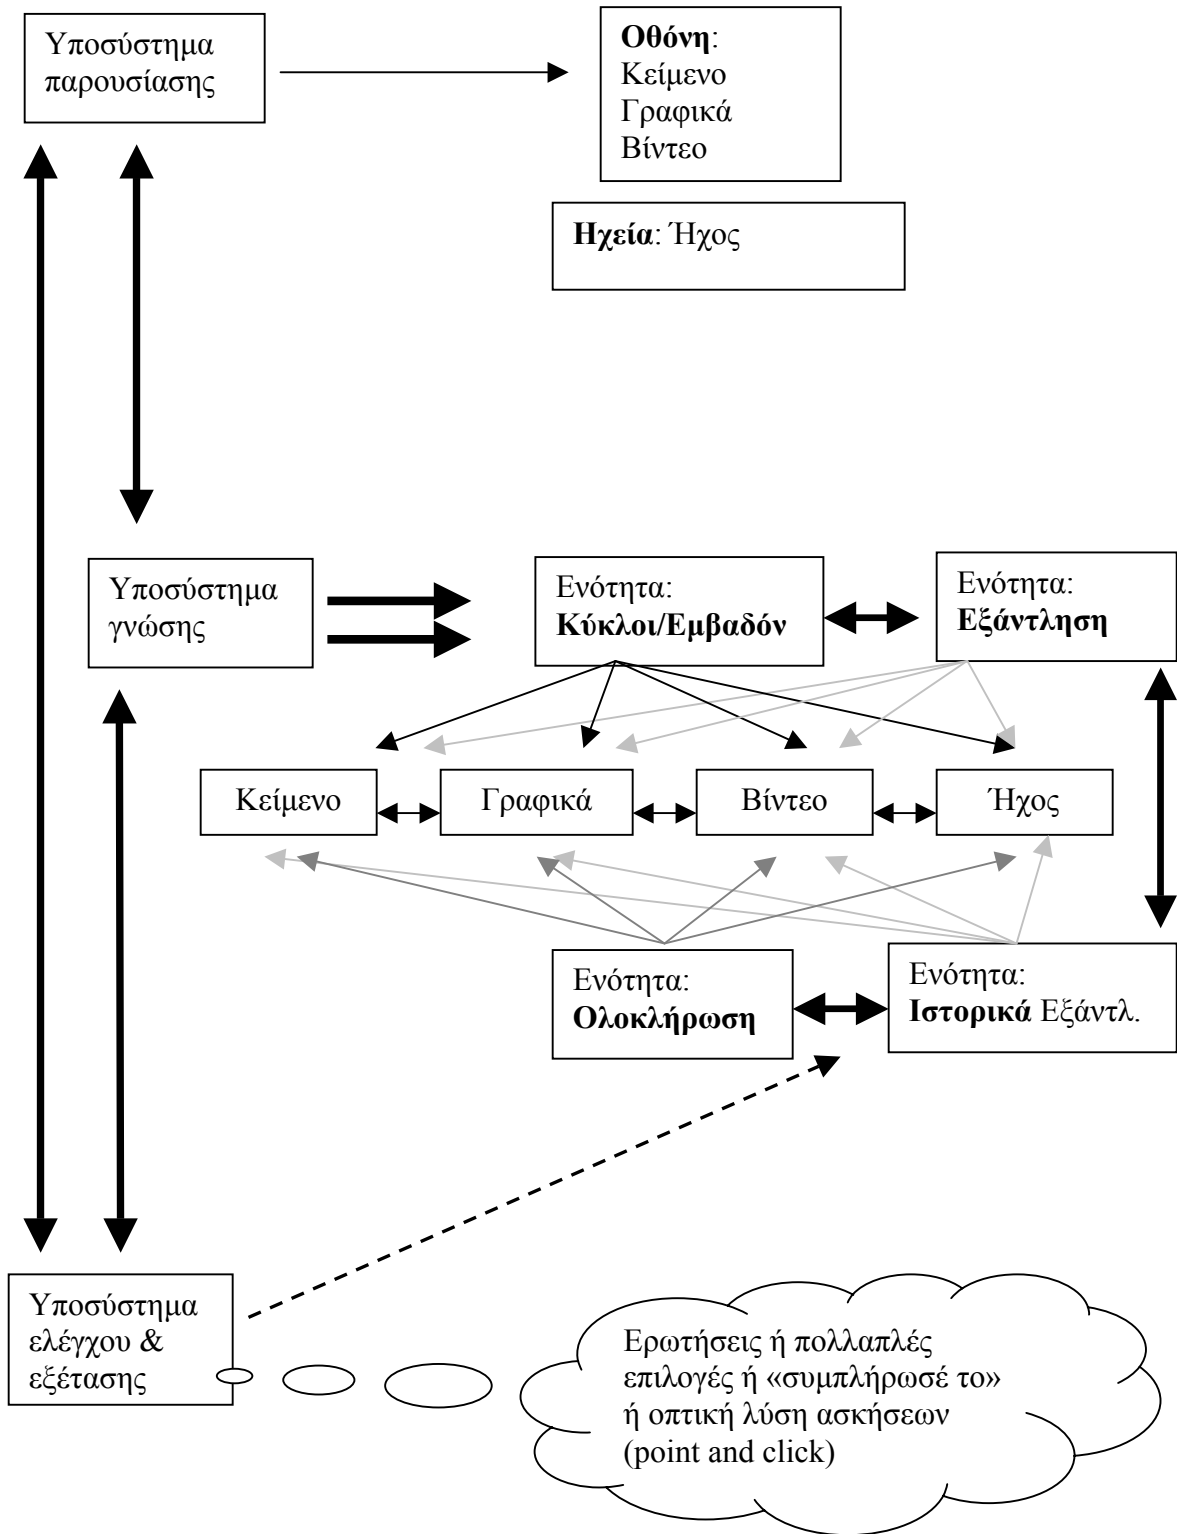 Υποσύστημα
παρουσίασης
Οθόνη:
Κείμενο
Γραφικά
Βίντεο
Ηχεία: Ήχος
Υποσύστημα
γνώσης
Ενότητα:
Κύκλοι/Εμβαδόν
Ενότητα:
Εξάντληση
Κείμενο
Γραφικά
Βίντεο
Ήχος
Ενότητα:
Ολοκλήρωση
Ενότητα:
Ιστορικά Εξάντλ.
Υποσύστημα
ελέγχου &
εξέτασης
Ερωτήσεις ή πολλαπλές
επιλογές ή «συμπλήρωσέ το»
ή οπτική λύση ασκήσεων
(point and click)